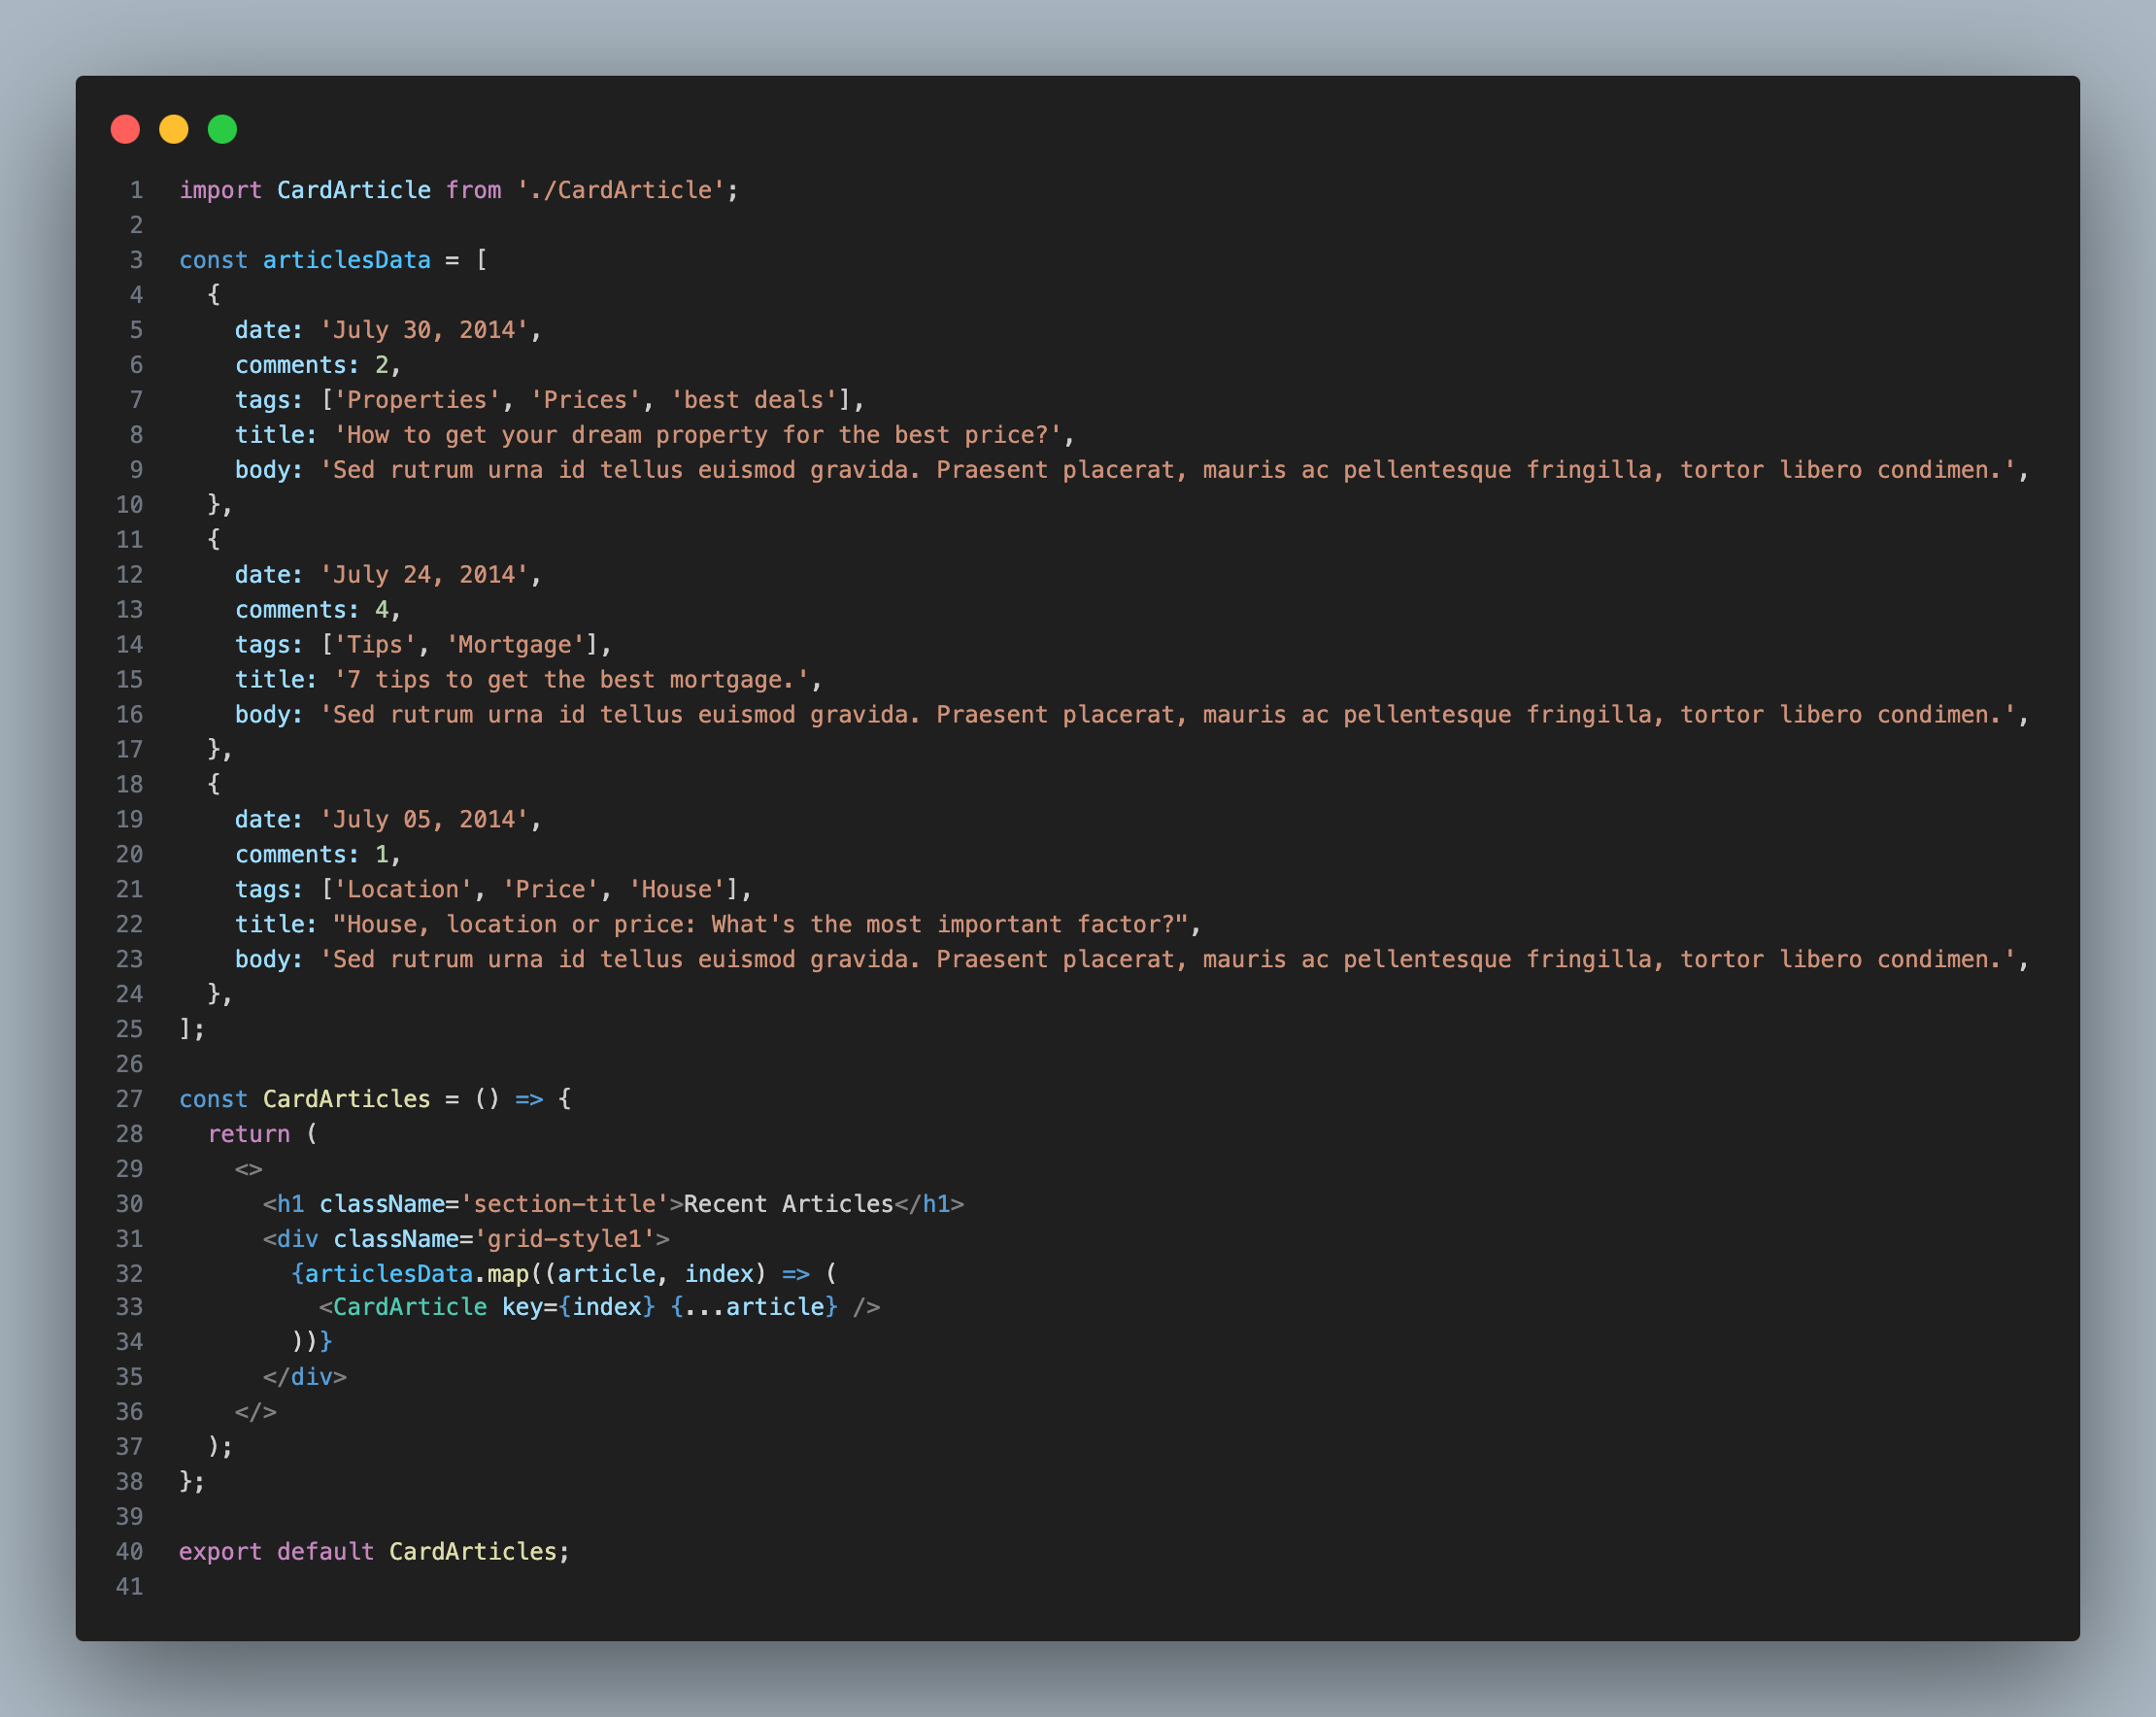 1 import CardArticle from './CardArticle';
2
3 const articlesData = [
4   {
5     date: 'July 30, 2014',
6     comments: 2,
7     tags: ['Properties', 'Prices', 'best deals'],
8     title: 'How to get your dream property for the best price?',
9     body: 'Sed rutrum urna id tellus euismod gravida. Praesent placerat, mauris ac pellentesque fringilla, tortor libero condimen.',
10   },
11   {
12     date: 'July 24, 2014',
13     comments: 4,
14     tags: ['Tips', 'Mortgage'],
15     title: '7 tips to get the best mortgage.',
16     body: 'Sed rutrum urna id tellus euismod gravida. Praesent placerat, mauris ac pellentesque fringilla, tortor libero condimen.',
17   },
18   {
19     date: 'July 05, 2014',
20     comments: 1,
21     tags: ['Location', 'Price', 'House'],
22     title: "House, location or price: What's the most important factor?",
23     body: 'Sed rutrum urna id tellus euismod gravida. Praesent placerat, mauris ac pellentesque fringilla, tortor libero condimen.',
24   },
25 ];
26
27 const CardArticles = () => {
28   return (
29     <>
30       <h1 className='section-title'>Recent Articles</h1>
31       <div className='grid-style1'>
32         {articlesData.map((article, index) => (
33           <CardArticle key={index} {...article} />
34         ))}
35       </div>
36     </>
37   );
38 };
39
40 export default CardArticles;
41